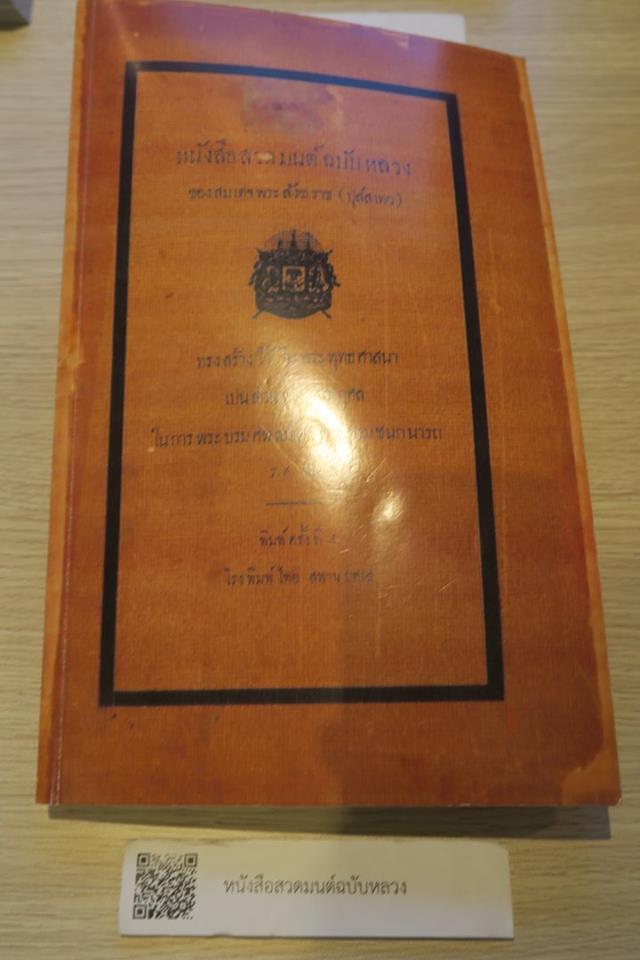 หนังสือสวดมนต์ฉบับหลวง
ของสมเด็จพระสังฆราช (ปุสฺสเทว)
ทรงสร้างไว้ในพระพุทธศาสนา
เปน
ในการพระบรมศพ
ร.ศ.
พิมพ์ครั้งที่
โรงพิมพ์ไทย สพานยศเส
หนังสือสวดมนต์ฉบับหลวง